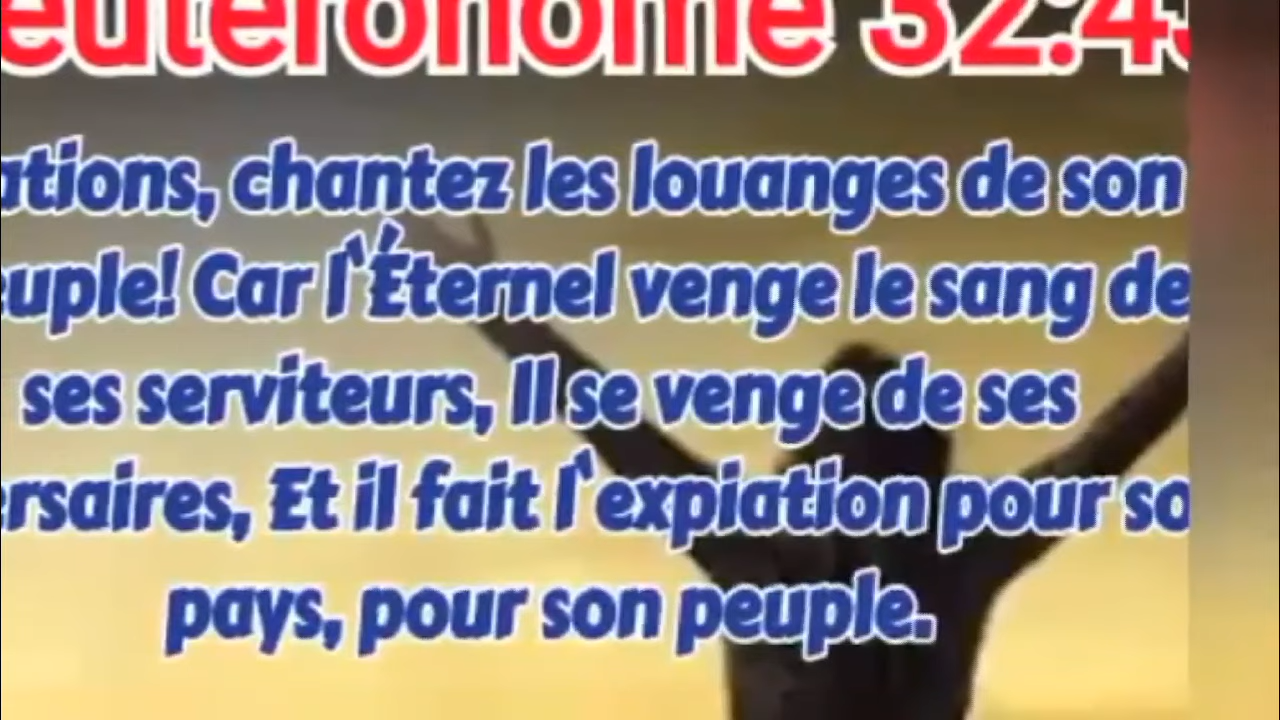 eutéronome 32:43
ations, chantez les louanges de son
euple! Car l'Éternel venge le sang de
ses serviteurs, Il se venge de ses
ersaires, Et il fait l'expiation pour so
pays, pour son peuple.